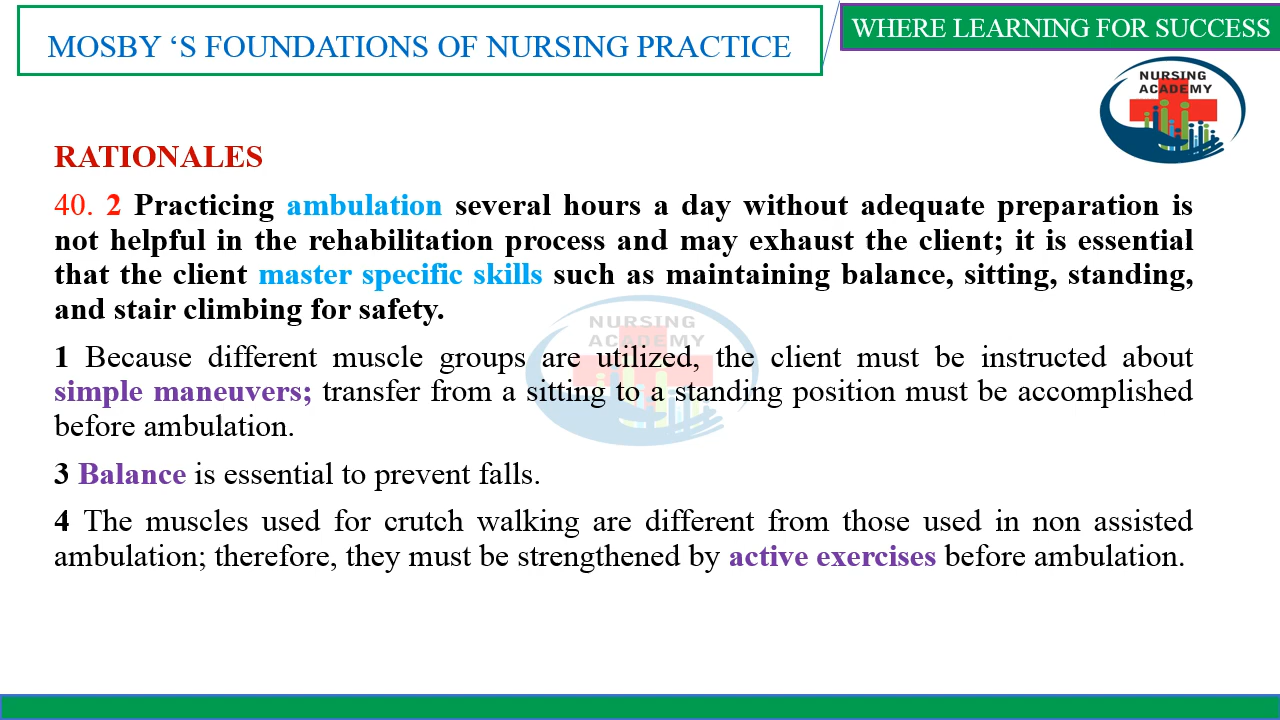 MOSBY ‘S FOUNDATIONS OF NURSING PRACTICE
WHERE LEARNING FOR SUCCESS
NURSING
ACADEMY
RATIONALES
40. 2 Practicing ambulation several hours a day without adequate preparation is
not helpful in the rehabilitation process and may exhaust the client; it is essential
that the client master specific skills such as maintaining balance, sitting, standing,
and stair climbing for safety.
NURSING
ACADEMY
1 Because different muscle groups are utilized, the client must be instructed about
simple maneuvers; transfer from a sitting to a standing position must be accomplished
before ambulation.
3 Balance is essential to prevent falls.
4 The muscles used for crutch walking are different from those used in non assisted
ambulation; therefore, they must be strengthened by active exercises before ambulation.